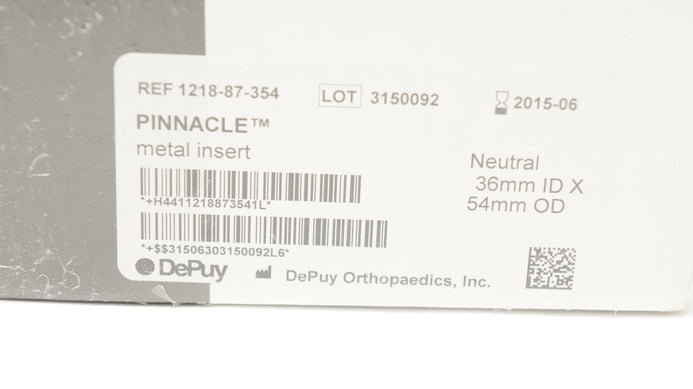 REF 1218-87-354 LOT 3150092 2015-06
PINNACLE™
metal insert
Neutral
36mm ID X
54mm OD
*+H4411218873541L*
*+$$31506303150092L6*
DePuy DePuy Orthopaedics, Inc.